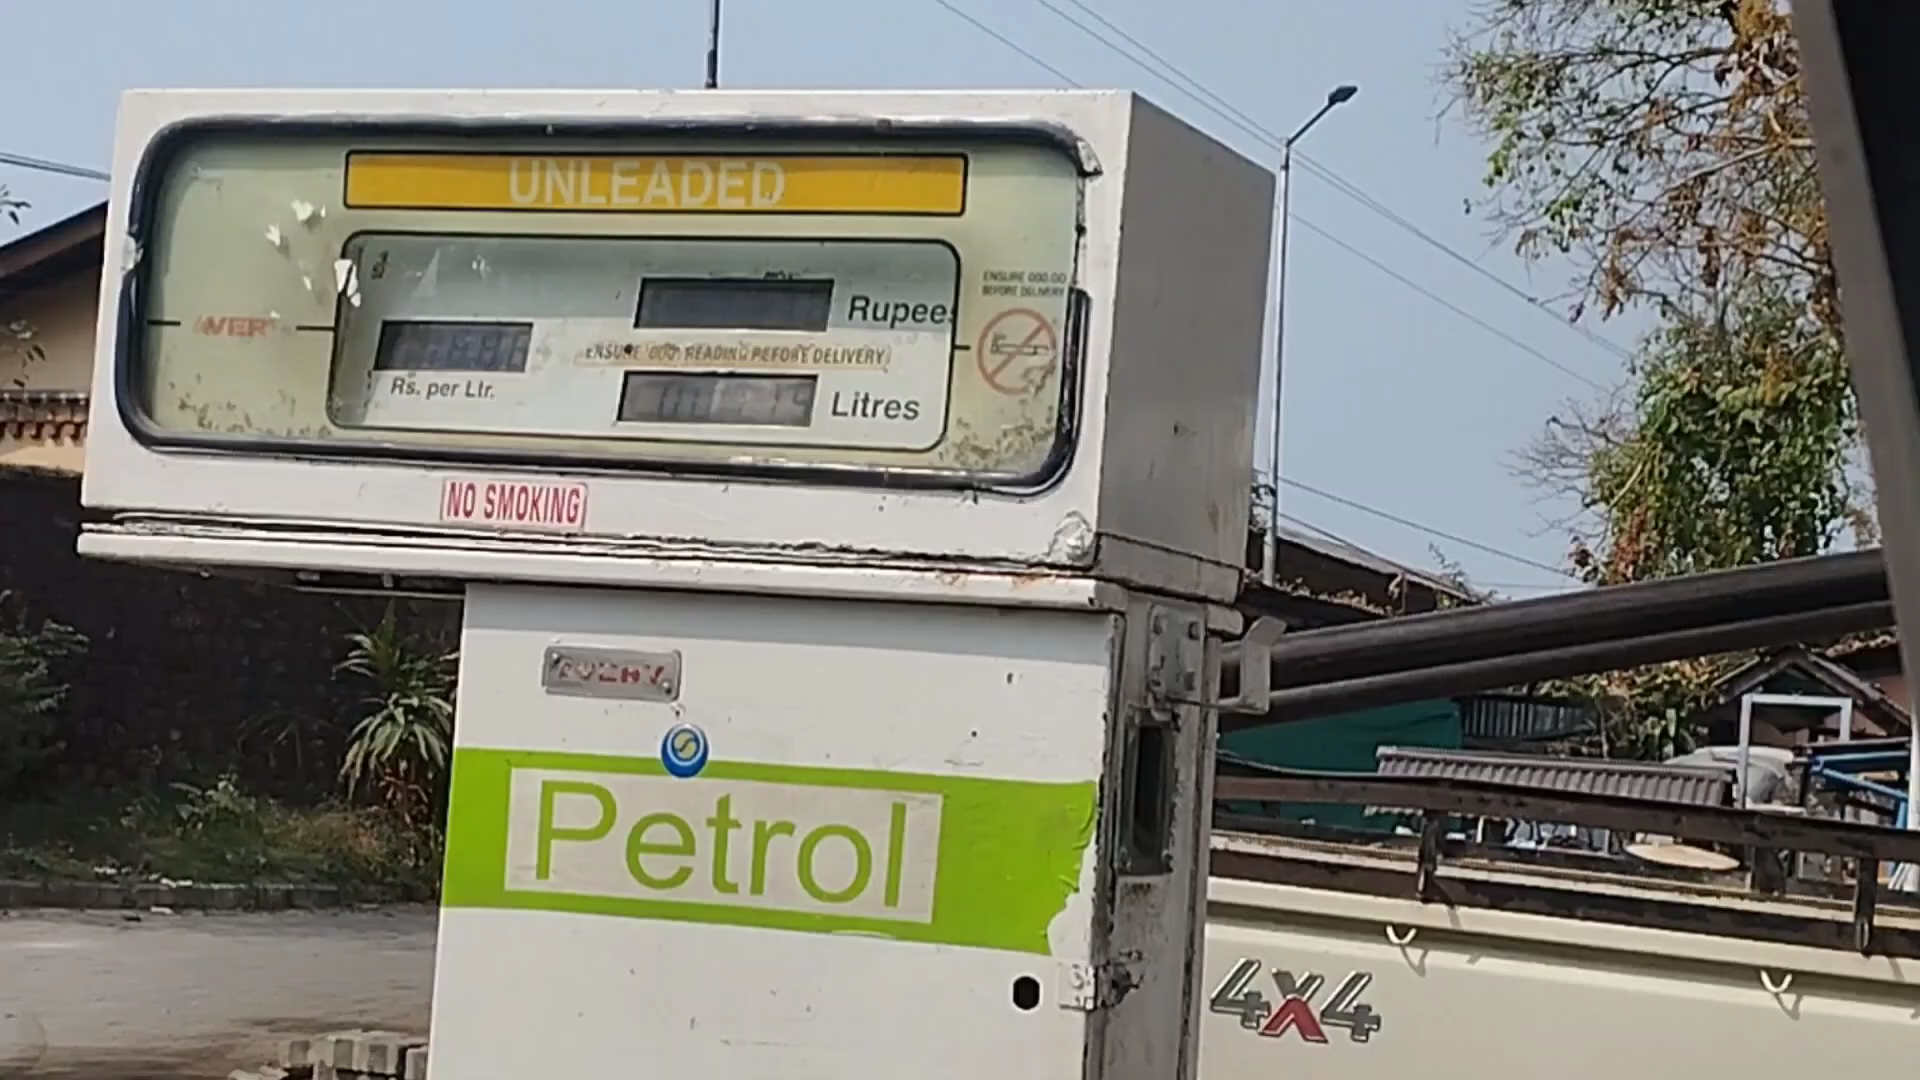 UNLEADED
Rupees
ENSURE 000.00
BEFORE DELIVERY
ENSURE '000' READING BEFORE DELIVERY
Rs. per Ltr.
Litres
NO SMOKING
Petrol
4x4